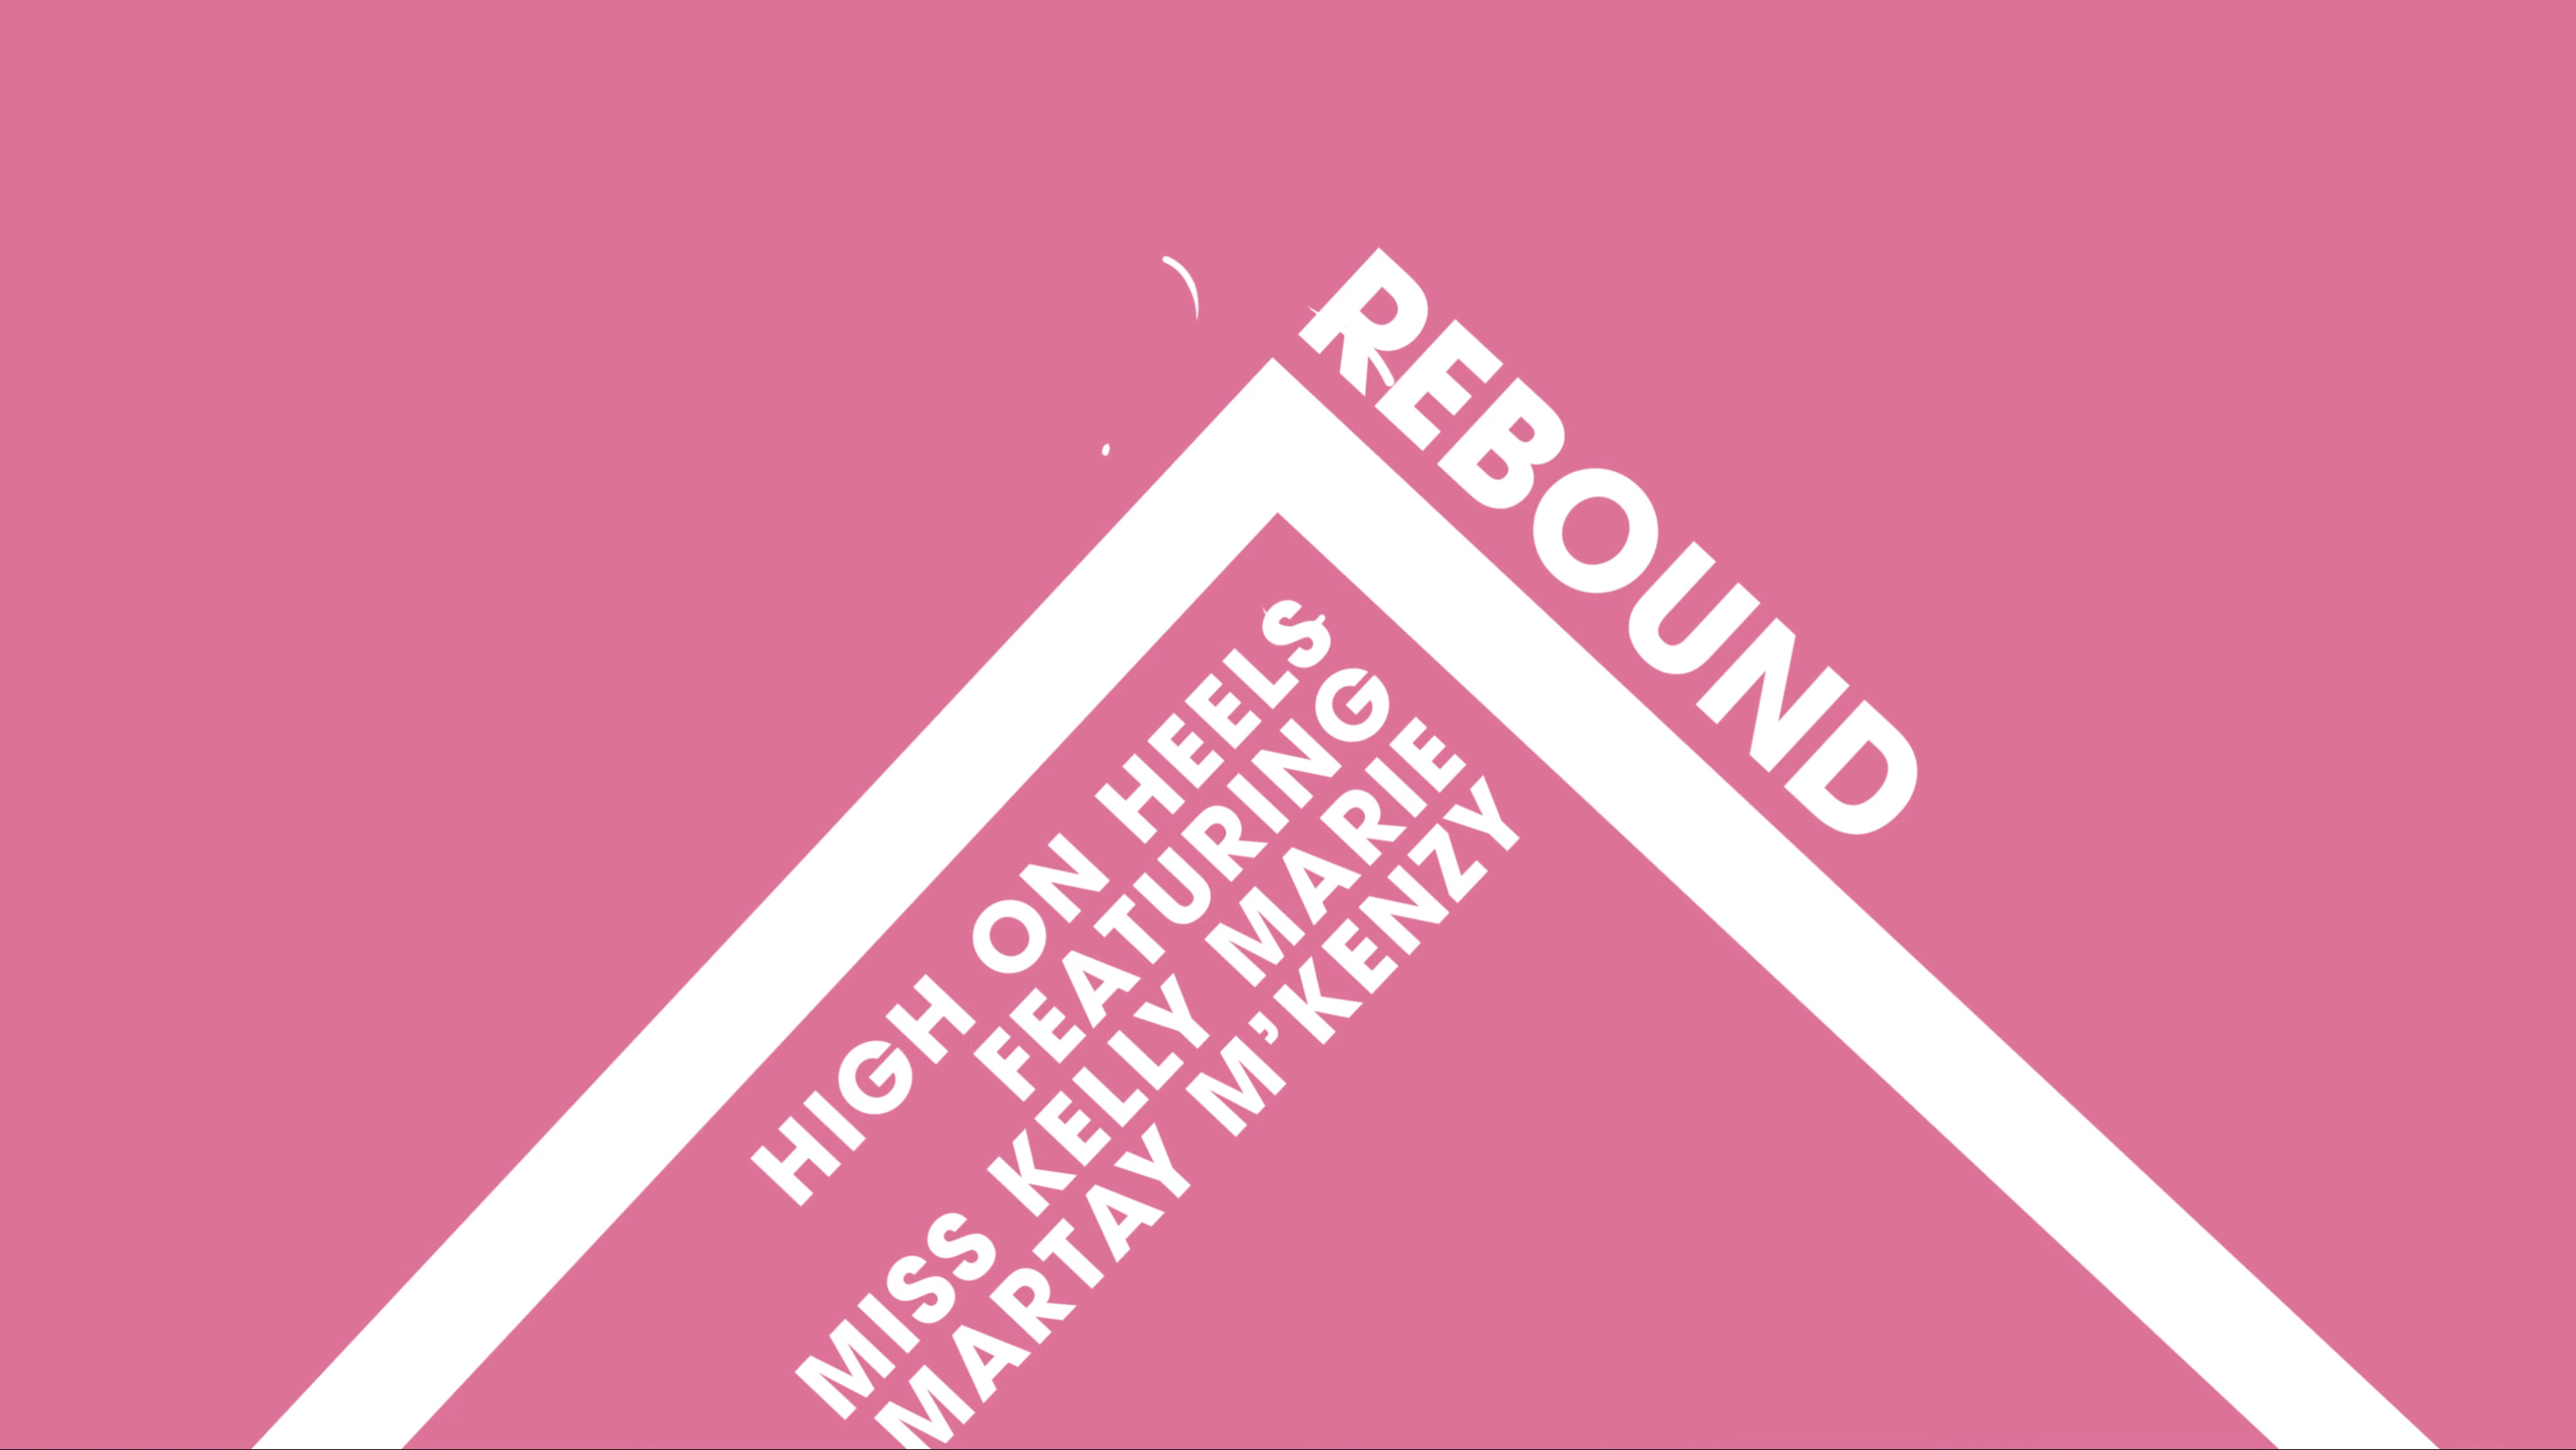 REBOUND
HIGH ON HEELS
FEATURING
MISS KELLY MARIE
MARTAY M’KENZY